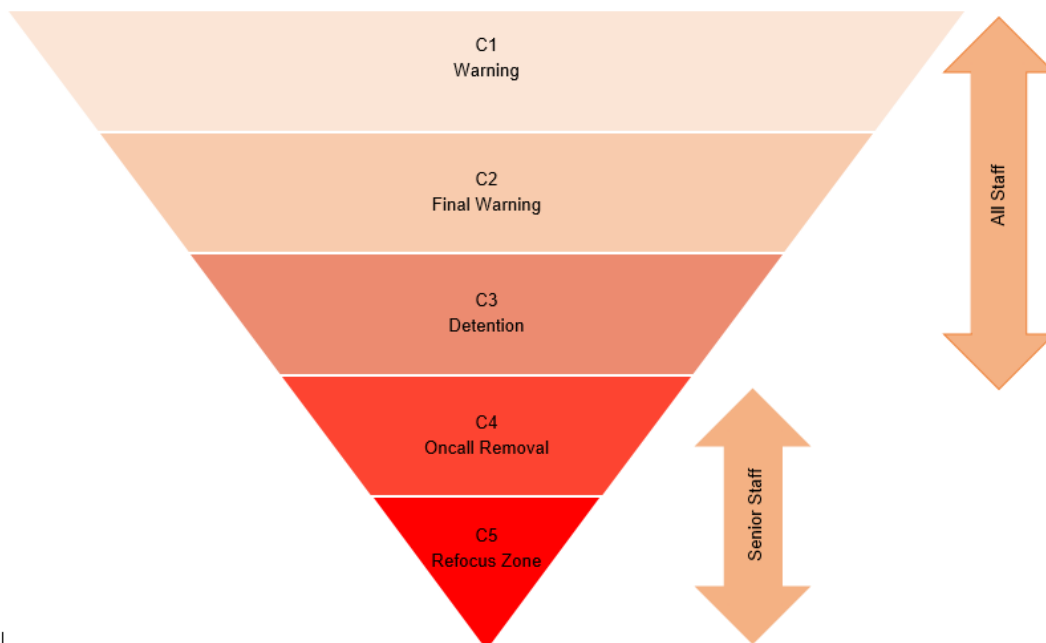 C1
Warning
C2
Final Warning
C3
Detention
C4
Oncall Removal
C5
Refocus Zone
All Staff
Senior Staff